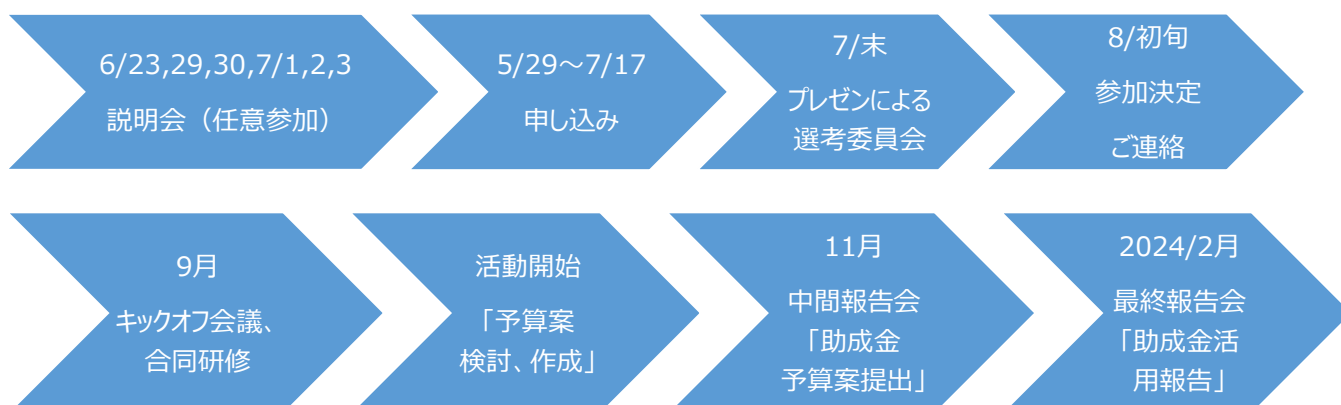 6/23,29,30,7/1,2,3
説明会（任意参加）
5/29～7/17
申し込み
7/末
プレゼンによる
選考委員会
8/初旬
参加決定
ご連絡
9月
キックオフ会議、
合同研修
活動開始
「予算案
検討、作成」
11月
中間報告会
「助成金
予算案提出」
2024/2月
最終報告会
「助成金活
用報告」